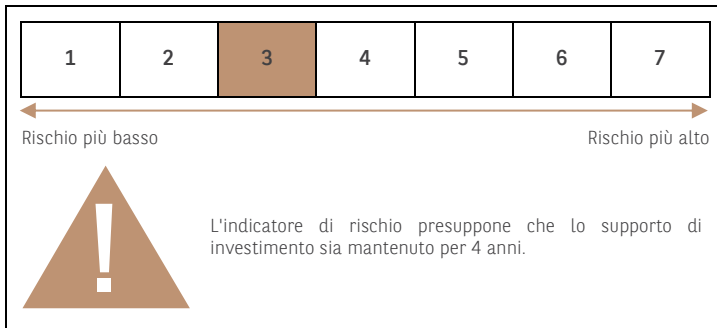 1 2 3 4 5 6 7
Rischio più basso Rischio più alto
!
L'indicatore di rischio presuppone che lo supporto di
investimento sia mantenuto per 4 anni.